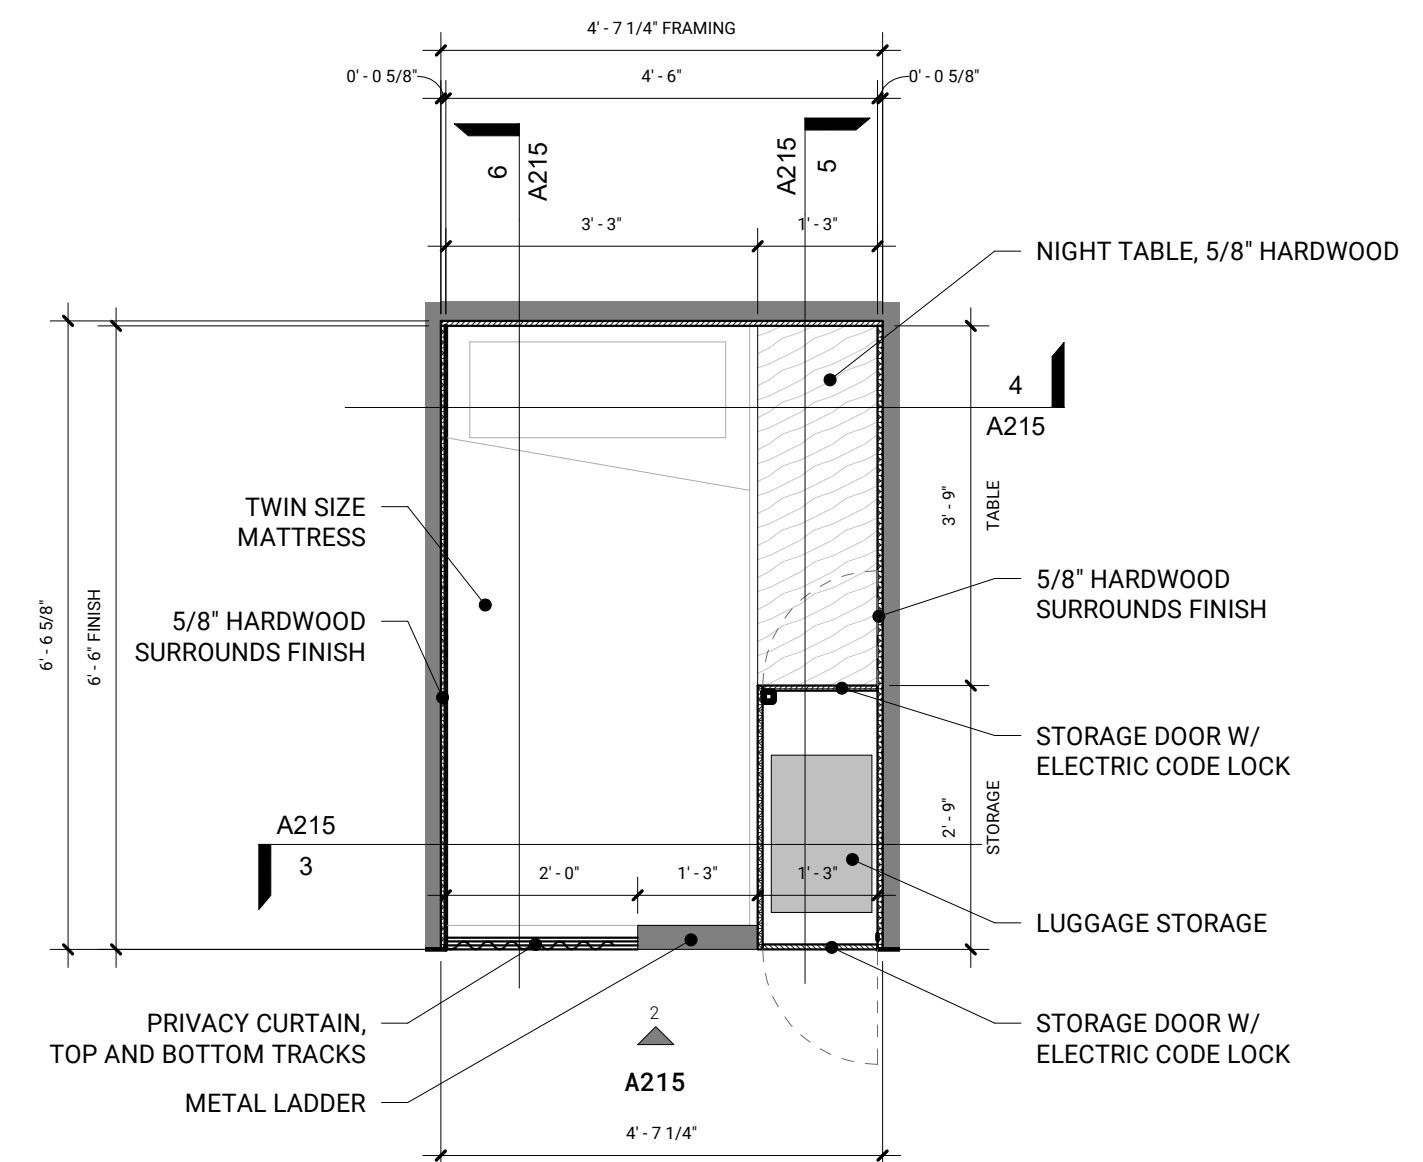 4' - 7 1/4" FRAMING
0' - 0 5/8"
4' - 6"
0' - 0 5/8"
6
A215
A215
5
3' - 3"
1' - 3"
NIGHT TABLE, 5/8" HARDWOOD
4
A215
TWIN SIZE
MATTRESS
3' - 9"
TABLE
5/8" HARDWOOD
SURROUNDS FINISH
5/8" HARDWOOD
SURROUNDS FINISH
6' - 6 5/8"
6' - 6" FINISH
STORAGE DOOR W/
ELECTRIC CODE LOCK
2' - 9"
STORAGE
A215
3
2' - 0"
1' - 3"
1' - 3"
LUGGAGE STORAGE
PRIVACY CURTAIN,
TOP AND BOTTOM TRACKS
2
A215
STORAGE DOOR W/
ELECTRIC CODE LOCK
METAL LADDER
4' - 7 1/4"